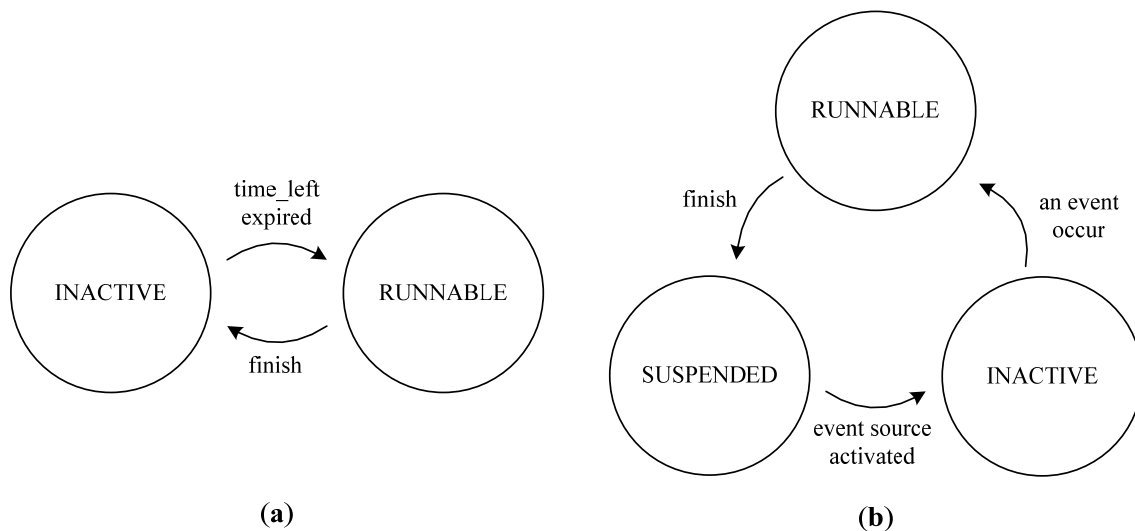 time_left
expired
INACTIVE
RUNNABLE
finish
(a)
RUNNABLE
finish
an event
occur
SUSPENDED
INACTIVE
event source
activated
(b)